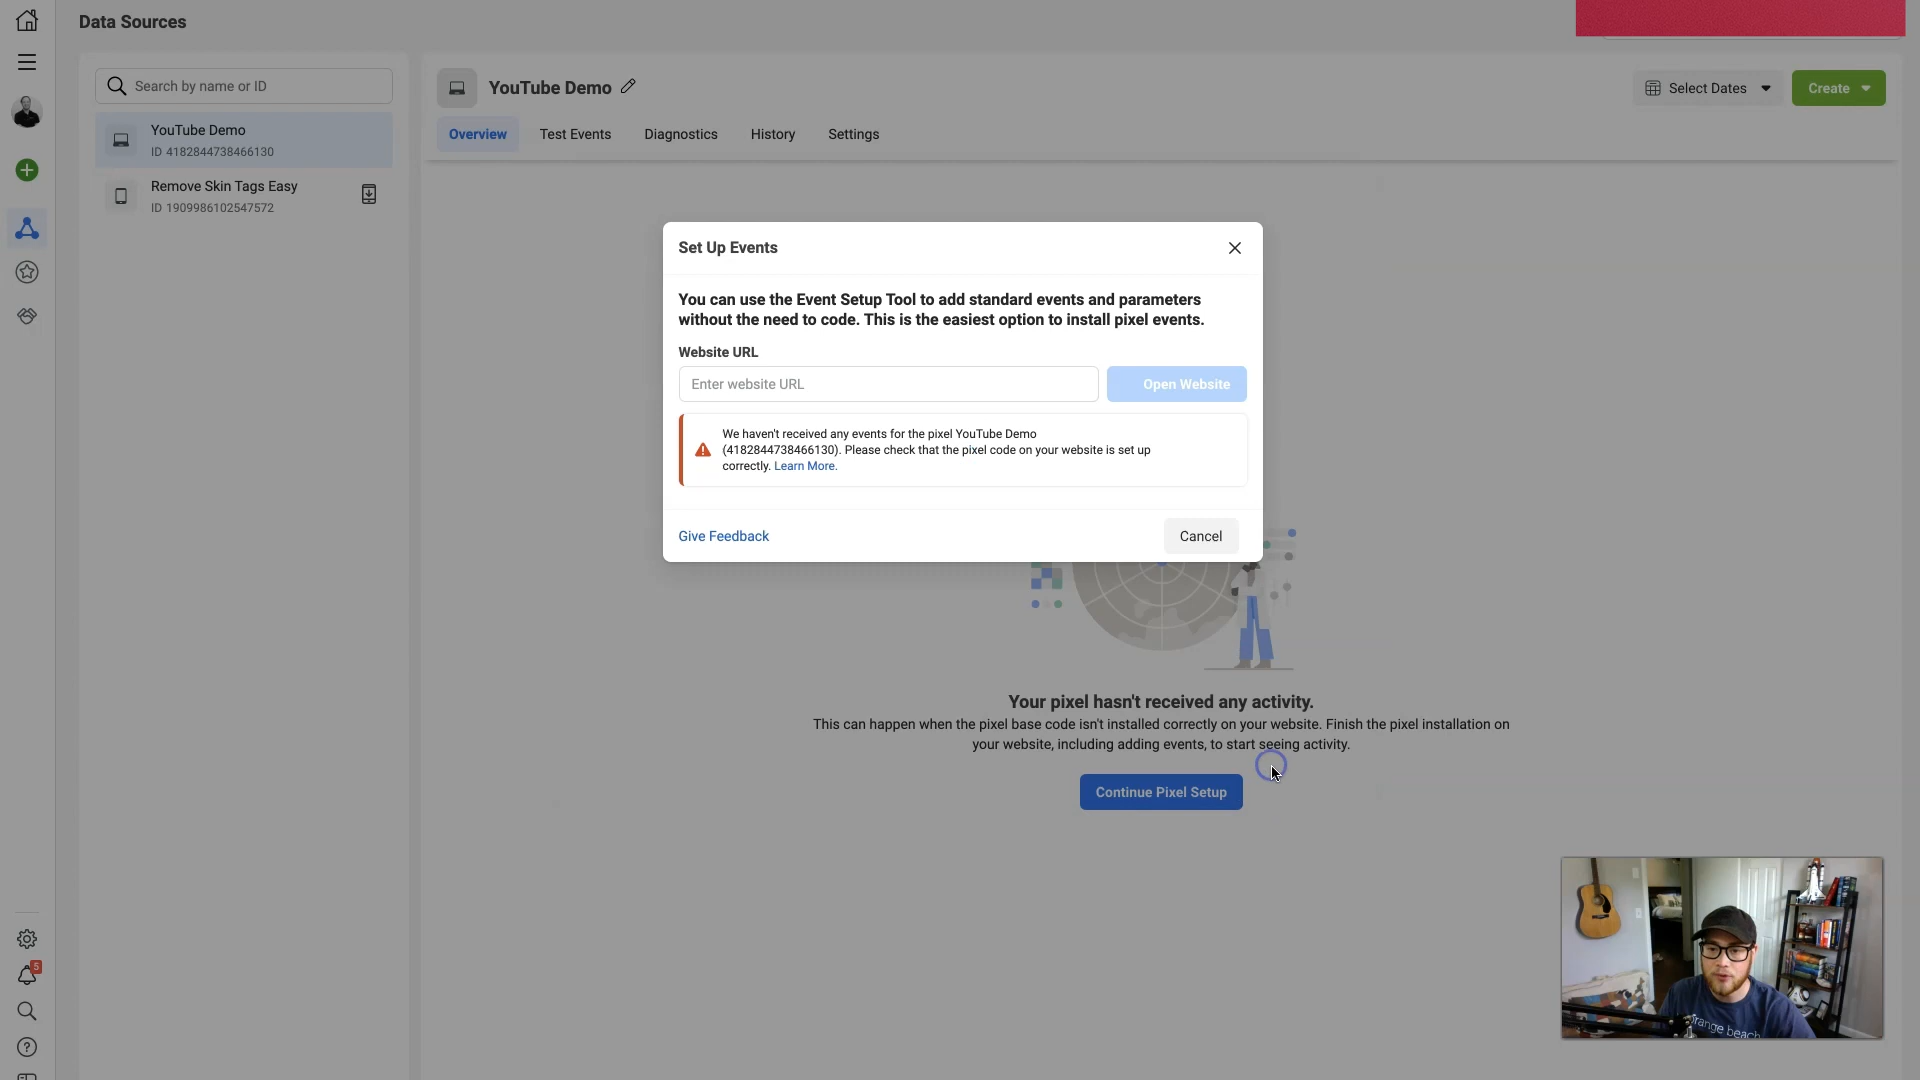 Data Sources
Search by name or ID
YouTube Demo
ID 4182844738466130
Remove Skin Tags Easy
ID 1909986102547572
YouTube Demo
Select Dates
Create
Overview
Test Events
Diagnostics
History
Settings
Set Up Events
You can use the Event Setup Tool to add standard events and parameters
without the need to code. This is the easiest option to install pixel events.
Website URL
Enter website URL
Open Website
We haven't received any events for the pixel YouTube Demo
(4182844738466130). Please check that the pixel code on your website is set up
correctly. Learn More.
Give Feedback
Cancel
Your pixel hasn't received any activity.
This can happen when the pixel base code isn't installed correctly on your website. Finish the pixel installation on
your website, including adding events, to start seeing activity.
Continue Pixel Setup
5
range beach